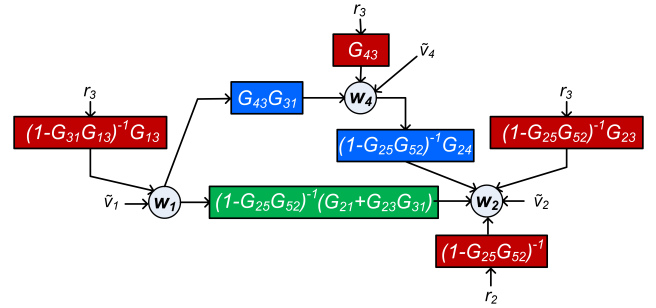 r₃
G₄₃
ṽ₄
r₃
G₄₃G₃₁
w₄
r₃
(1-G₃₁G₁₃)⁻¹G₁₃
(1-G₂₅G₅₂)⁻¹G₂₄
(1-G₂₅G₅₂)⁻¹G₂₃
ṽ₁
w₁
(1-G₂₅G₅₂)⁻¹(G₂₁+G₂₃G₃₁)
w₂
ṽ₂
(1-G₂₅G₅₂)⁻¹
r₂